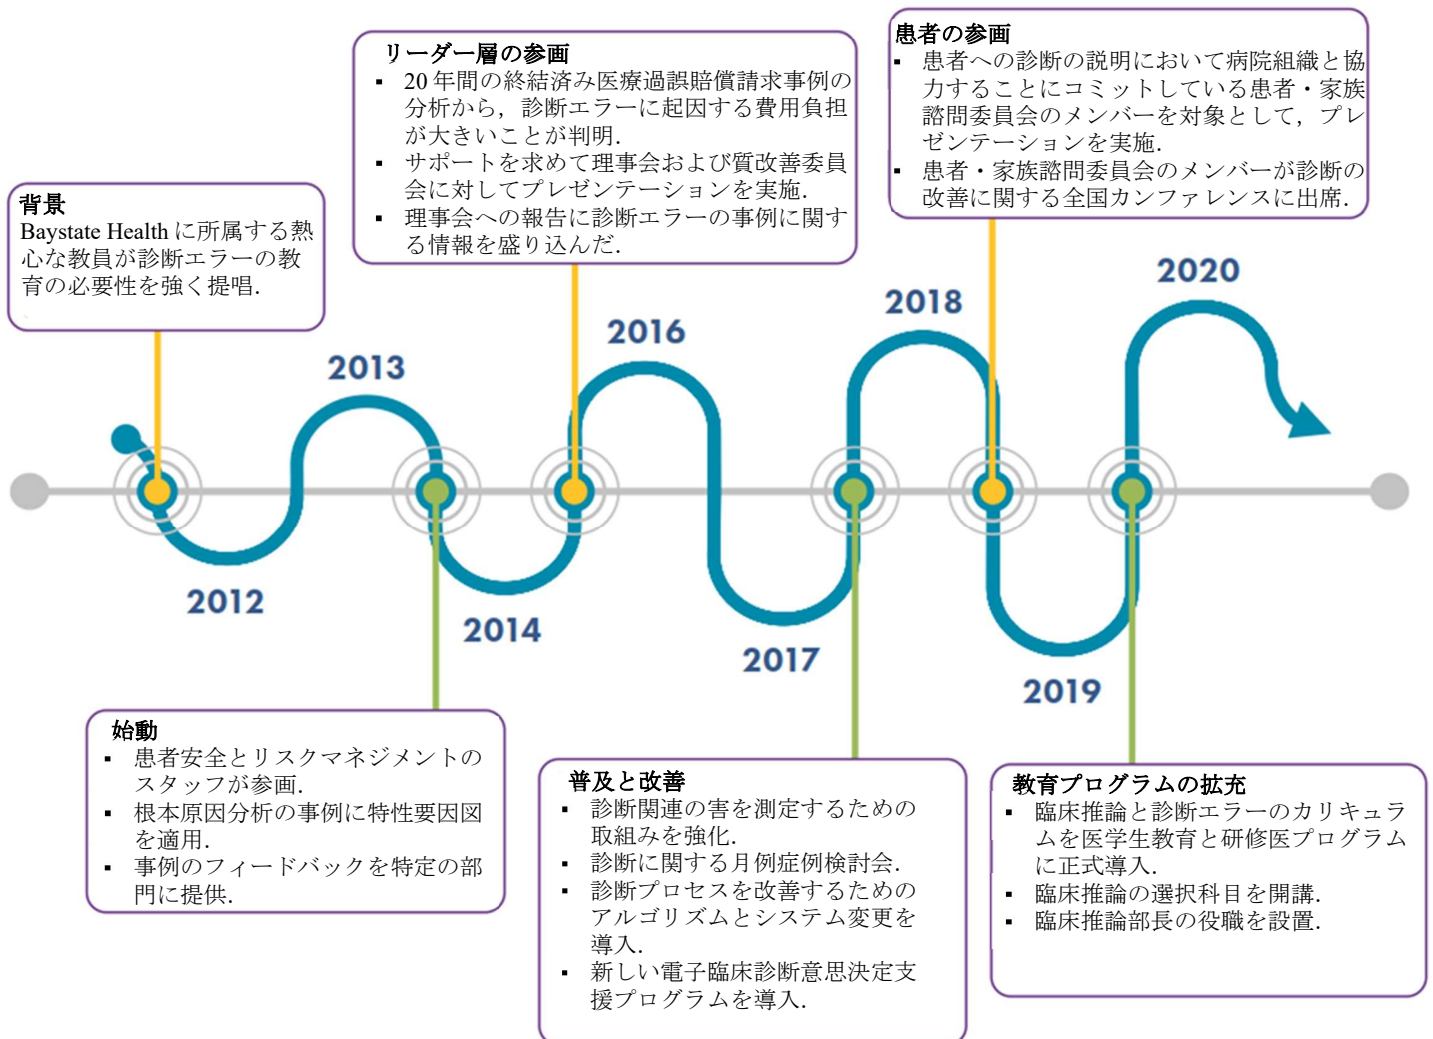 背景
Baystate Health に所属する熱
心な教員が診断エラーの教
育の必要性を強く提唱.
リーダー層の参画
▪ 20 年間の終結済み医療過誤賠償請求事例の
分析から，診断エラーに起因する費用負担
が大きいことが判明.
▪ サポートを求めて理事会および質改善委員
会に対してプレゼンテーションを実施.
▪ 理事会への報告に診断エラーの事例に関す
る情報を盛り込んだ.
患者の参画
▪ 患者への診断の説明において病院組織と協
力することにコミットしている患者・家族
諮問委員会のメンバーを対象として，プレ
ゼンテーションを実施.
▪ 患者・家族諮問委員会のメンバーが診断の
改善に関する全国カンファレンスに出席.
2012
2013
2014
2016
2017
2018
2019
2020
始動
▪ 患者安全とリスクマネジメントの
スタッフが参画.
▪ 根本原因分析の事例に特性要因図
を適用.
▪ 事例のフィードバックを特定の部
門に提供.
普及と改善
▪ 診断関連の害を測定するための
取組みを強化.
▪ 診断に関する月例症例検討会.
▪ 診断プロセスを改善するための
アルゴリズムとシステム変更を
導入.
▪ 新しい電子臨床診断意思決定支
援プログラムを導入.
教育プログラムの拡充
▪ 臨床推論と診断エラーのカリキュラ
ムを医学生教育と研修医プログラム
に正式導入.
▪ 臨床推論の選択科目を開講.
▪ 臨床推論部長の役職を設置.